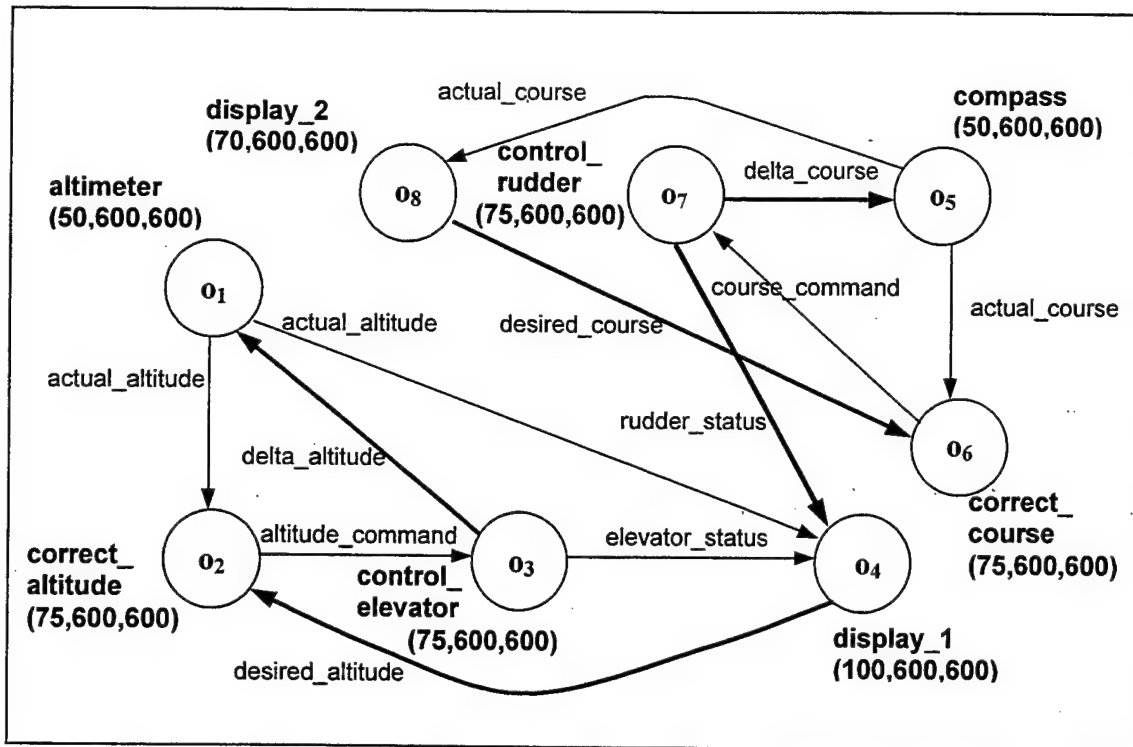 actual_course
display_2
(70,600,600)
compass
(50,600,600)
control_
rudder
(75,600,600)
delta_course
altimeter
(50,600,600)
o8
o7
o5
o1
actual_altitude
desired_course
course_command
actual_course
actual_altitude
rudder_status
delta_altitude
o6
correct_
course
(75,600,600)
altitude_command
elevator_status
correct_
altitude
(75,600,600)
o2
o3
o4
control_
elevator
(75,600,600)
desired_altitude
display_1
(100,600,600)